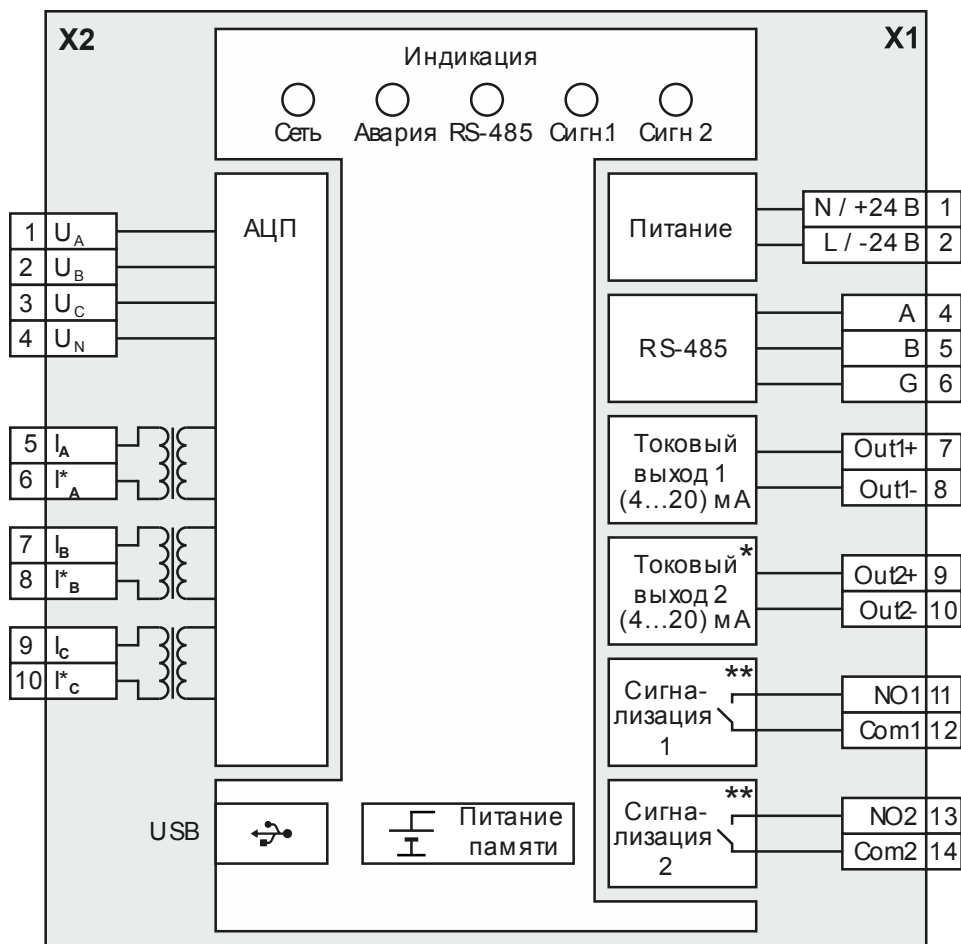 X2
X1
Индикация
Сеть
Авария
RS-485
Сигн.1
Сигн 2
1 U_A
2 U_B
3 U_C
4 U_N
5 I_A
6 I*_A
7 I_B
8 I*_B
9 I_C
10 I*_C
АЦП
USB
Питание
памяти
Питание
N / +24 В 1
L / -24 В 2
RS-485
A 4
B 5
G 6
Токовый
выход 1
(4...20) мА
Out1+ 7
Out1- 8
Токовый *
выход 2
(4...20) мА
Out2+ 9
Out2- 10
**
Сигна-
лизация
1
NO1 11
Com1 12
**
Сигна-
лизация
2
NO2 13
Com2 14